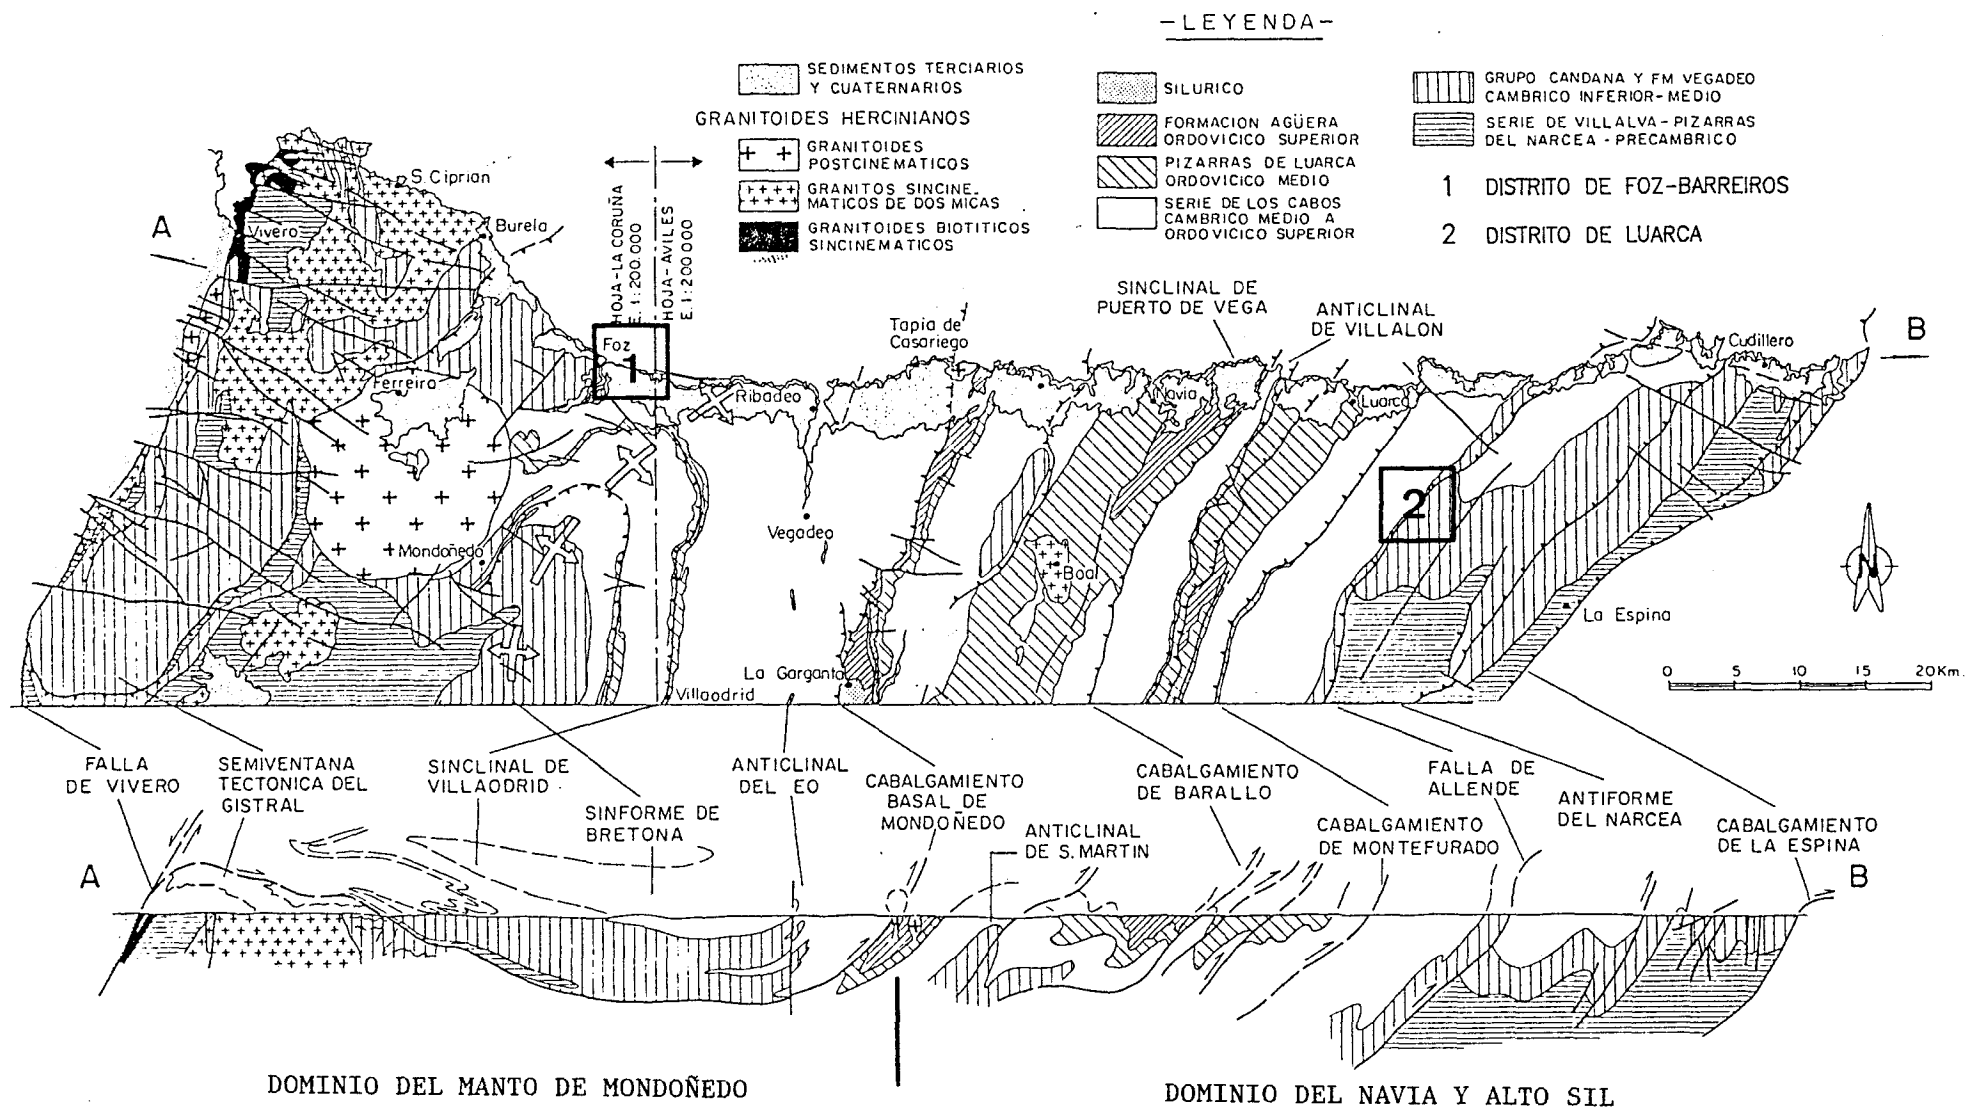 -LEYENDA-
SEDIMENTOS TERCIARIOS
Y CUATERNARIOS
GRANITOIDES HERCINIANOS
GRANITOIDES
POSTCINEMATICOS
GRANITOS SINCINE_
MATICOS DE DOS MICAS
GRANITOIDES BIOTITICOS
SINCINEMATICOS
SILURICO
FORMACION AGÜERA
ORDOVICICO SUPERIOR
PIZARRAS DE LUARCA
ORDOVICICO MEDIO
SERIE DE LOS CABOS
CAMBRICO MEDIO A
ORDOVICICO SUPERIOR
GRUPO CANDANA Y FM VEGADEO
CAMBRICO INFERIOR-MEDIO
SERIE DE VILLALVA-PIZARRAS
DEL NARCEA-PRECAMBRICO
1 DISTRITO DE FOZ-BARREIROS
2 DISTRITO DE LUARCA
HOJA-LA CORUÑA
E. 1:200.000
HOJA-AVILES
E. 1:200000
S. Ciprian
A
Vivero
Burela
SINCLINAL DE
PUERTO DE VEGA
ANTICLINAL
DE VILLALON
B
Foz
1
Tapia de
Casariego
Cudillero
Ferreira
Ribadeo
Navia
Luarca
2
Vegadeo
Mondoñedo
Boal
N
La Espina
La Garganta
Villaodrid
0 5 10 15 20 Km.
FALLA
DE VIVERO
SEMIVENTANA
TECTONICA DEL
GISTRAL
SINCLINAL DE
VILLAODRID
SINFORME DE
BRETONA
ANTICLINAL
DEL EO
CABALGAMIENTO
BASAL DE
MONDOÑEDO
ANTICLINAL
DE S. MARTIN
CABALGAMIENTO
DE BARALLO
CABALGAMIENTO
DE MONTEFURADO
FALLA DE
ALLENDE
ANTIFORME
DEL NARCEA
CABALGAMIENTO
DE LA ESPINA
A
B
DOMINIO DEL MANTO DE MONDOÑEDO
DOMINIO DEL NAVIA Y ALTO SIL